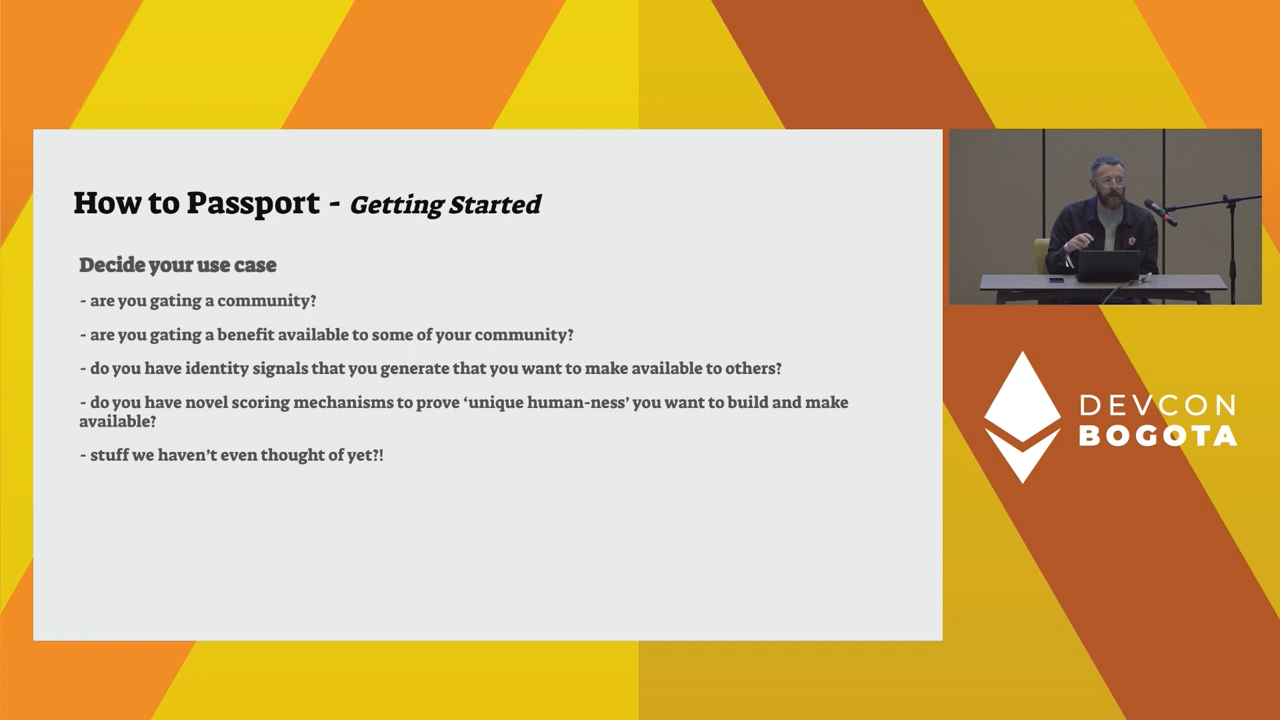 How to Passport - Getting Started
Decide your use case
- are you gating a community?
- are you gating a benefit available to some of your community?
- do you have identity signals that you generate that you want to make available to others?
- do you have novel scoring mechanisms to prove ‘unique human-ness’ you want to build and make
available?
- stuff we haven’t even thought of yet?!
DEVCON
BOGOTA